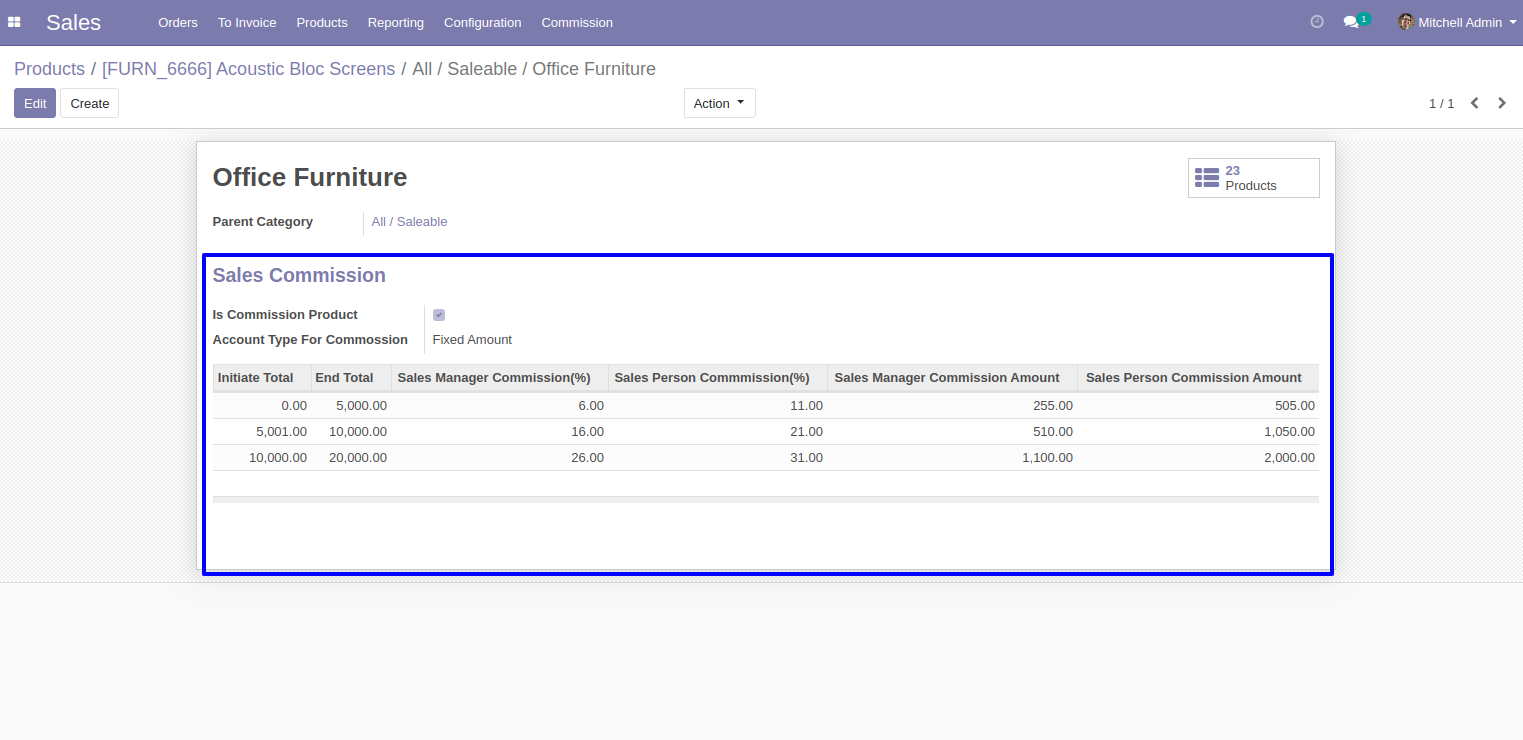 Sales Orders To Invoice Products Reporting Configuration Commission 1 Mitchell Admin
Products / [FURN_6666] Acoustic Bloc Screens / All / Saleable / Office Furniture
Edit Create Action 1 / 1
Office Furniture
23
Products
Parent Category All / Saleable
Sales Commission
Is Commission Product
Account Type For Commossion Fixed Amount
Initiate Total End Total Sales Manager Commission(%) Sales Person Commmission(%) Sales Manager Commission Amount Sales Person Commission Amount
0.00 5,000.00 6.00 11.00 255.00 505.00
5,001.00 10,000.00 16.00 21.00 510.00 1,050.00
10,000.00 20,000.00 26.00 31.00 1,100.00 2,000.00